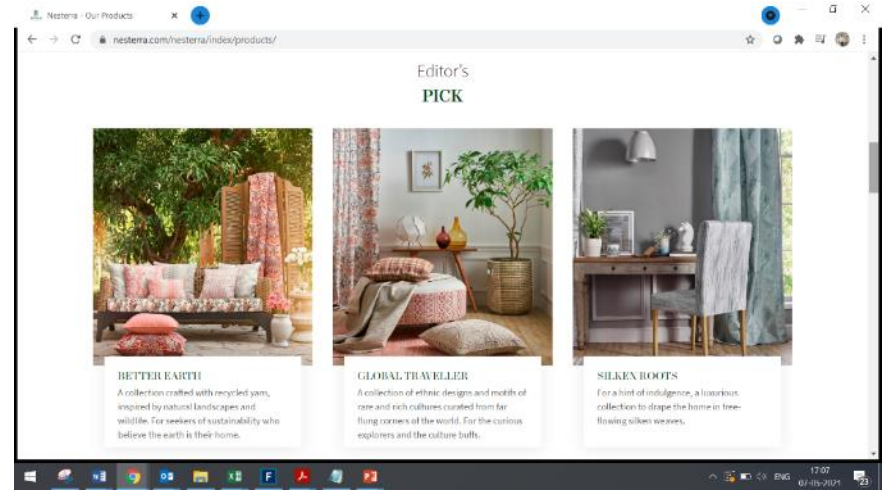 Nesterra - Our Products
nesterra.com/nesterra/index/products/
Editor's
PICK
BETTER EARTH
A collection crafted with recycled yarn,
inspired by natural landscapes and
wildlife. For seekers of sustainability who
believe the earth is their home.
GLOBAL TRAVELLER
A collection of ethnic designs and motifs of
rare and rich cultures curated from far
flung corners of the world. For the curious
explorers and the culture buffs.
SILKEN ROOTS
For a hint of indulgence, a luxurious
collection to drape the home in free-
flowing silken weaves.
ENG
17:07
07-05-2021
23